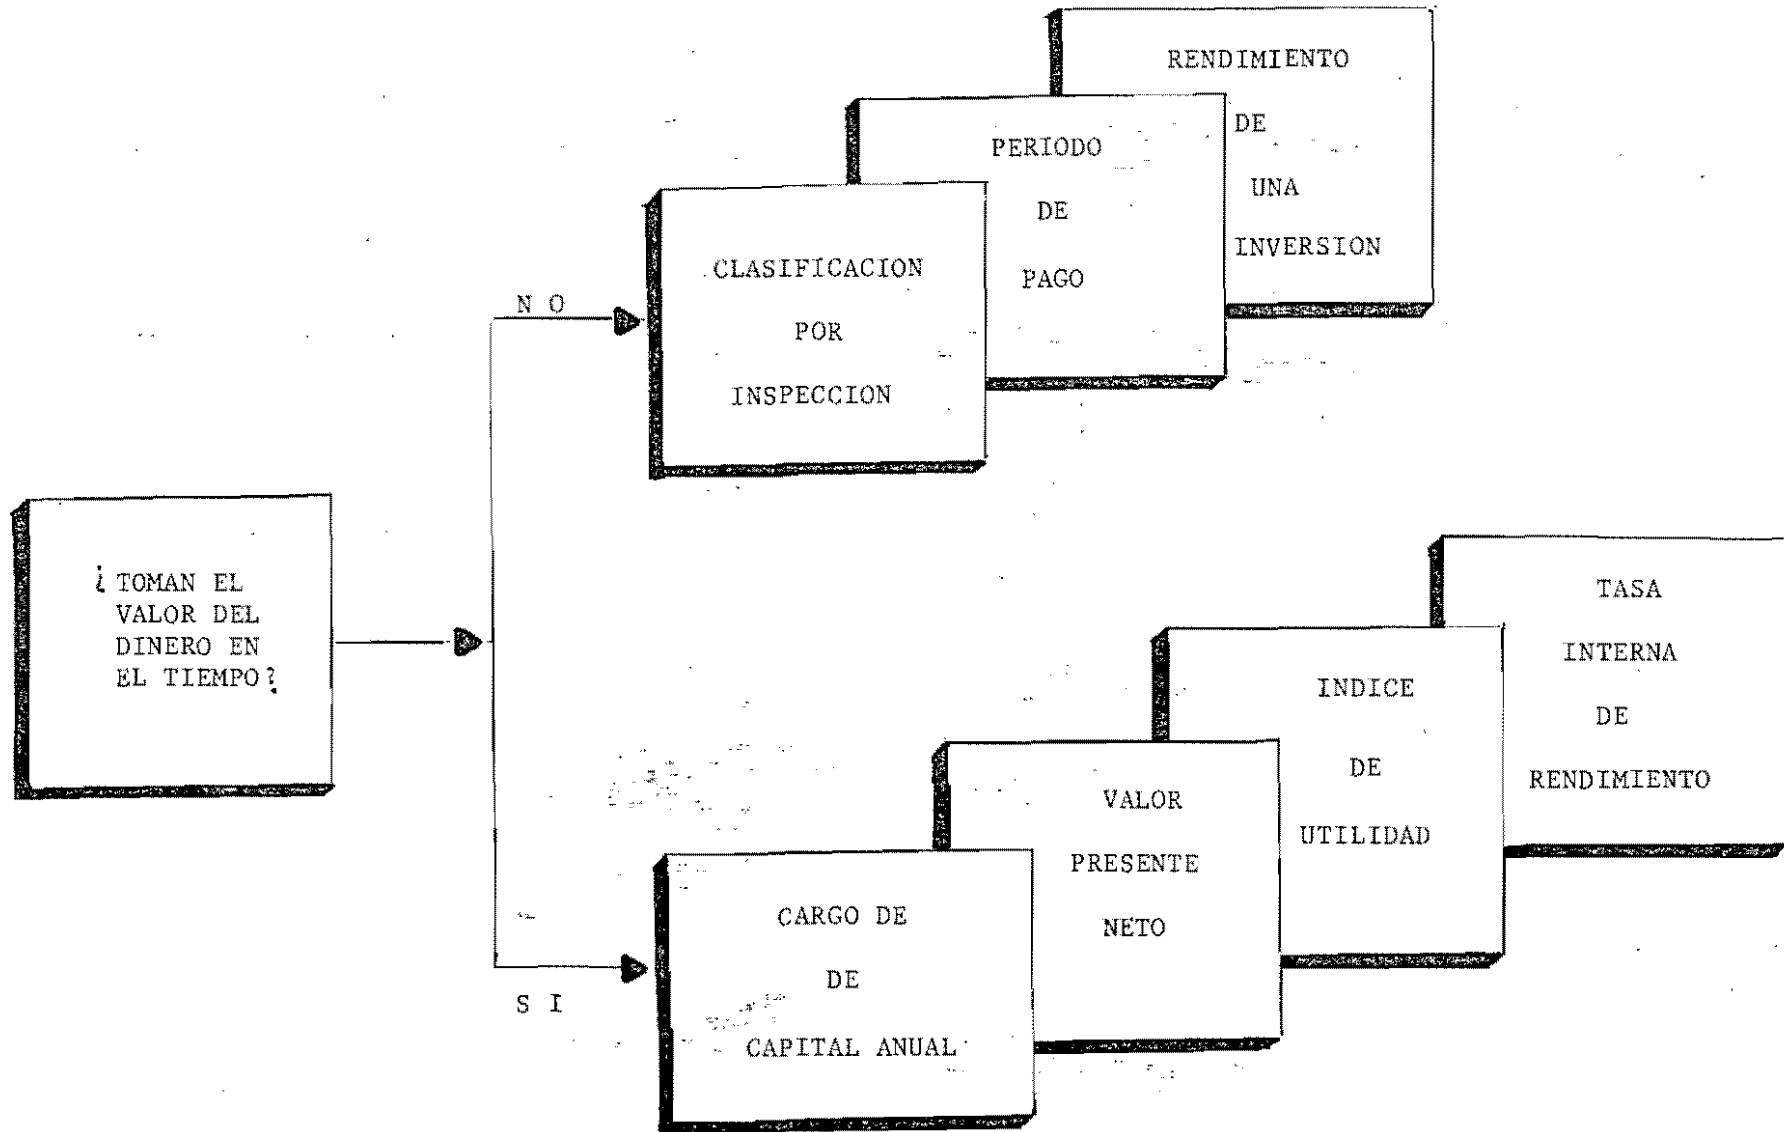 ¿ TOMAN EL
VALOR DEL
DINERO EN
EL TIEMPO?
N O
CLASIFICACION
POR
INSPECCION
PERIODO
DE
PAGO
RENDIMIENTO
DE
UNA
INVERSION
S I
CARGO DE
DE
CAPITAL ANUAL
VALOR
PRESENTE
NETO
INDICE
DE
UTILIDAD
TASA
INTERNA
DE
RENDIMIENTO